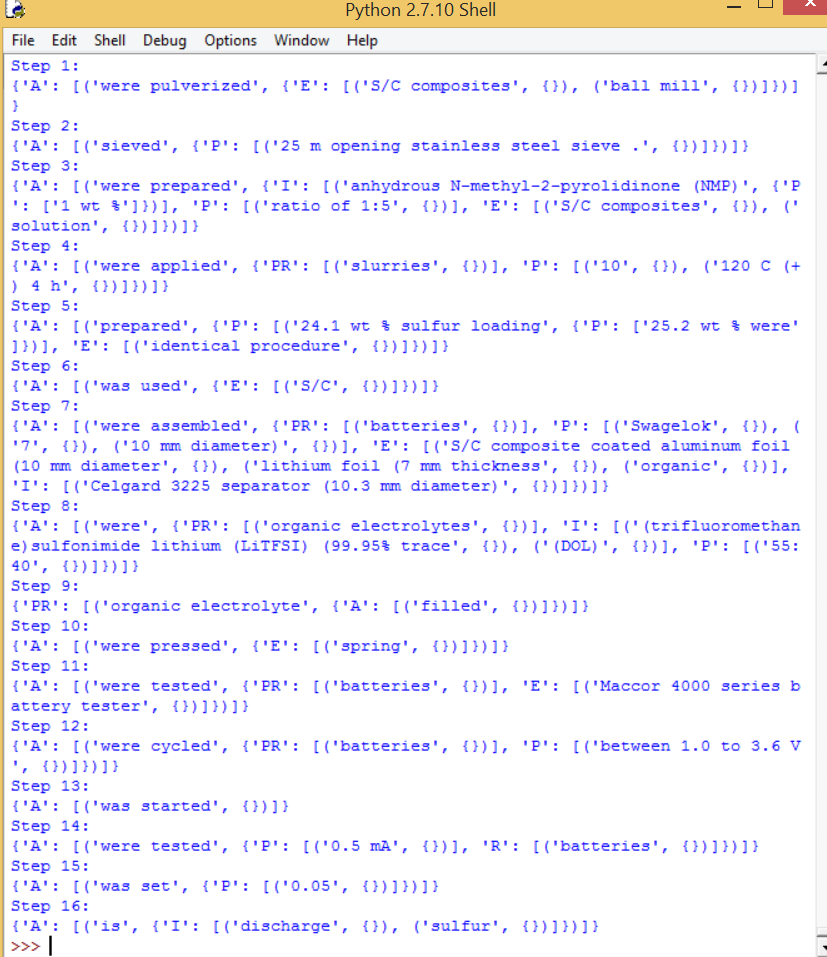 Python 2.7.10 Shell
File Edit Shell Debug Options Window Help
Step 1:
{'A': [('were pulverized', {'E': [('S/C composites', {}), ('ball mill', {})]})]
}
Step 2:
{'A': [('sieved', {'P': [('25 m opening stainless steel sieve .', {})]})]}
Step 3:
{'A': [('were prepared', {'I': [('anhydrous N-methyl-2-pyrolidinone (NMP)', {'P
': ['1 wt %']})], 'P': [('ratio of 1:5', {})], 'E': [('S/C composites', {}), ('
solution', {})]})]}
Step 4:
{'A': [('were applied', {'PR': [('slurries', {})], 'P': [('10', {}), ('120 C (+
) 4 h', {})]})]}
Step 5:
{'A': [('prepared', {'P': [('24.1 wt % sulfur loading', {'P': ['25.2 wt % were'
]})], 'E': [('identical procedure', {})]})]}
Step 6:
{'A': [('was used', {'E': [('S/C', {})]})]}
Step 7:
{'A': [('were assembled', {'PR': [('batteries', {})], 'P': [('Swagelok', {}), (
'7', {}), ('10 mm diameter)', {})], 'E': [('S/C composite coated aluminum foil
(10 mm diameter', {}), ('lithium foil (7 mm thickness', {}), ('organic', {})],
'I': [('Celgard 3225 separator (10.3 mm diameter)', {})]})]}
Step 8:
{'A': [('were', {'PR': [('organic electrolytes', {})], 'I': [('(trifluoromethan
e)sulfonimide lithium (LiTFSI) (99.95% trace', {}), ('(DOL)', {})], 'P': [('55:
40', {})]})]}
Step 9:
{'PR': [('organic electrolyte', {'A': [('filled', {})]})]}
Step 10:
{'A': [('were pressed', {'E': [('spring', {})]})]}
Step 11:
{'A': [('were tested', {'PR': [('batteries', {})], 'E': [('Maccor 4000 series b
attery tester', {})]})]}
Step 12:
{'A': [('were cycled', {'PR': [('batteries', {})], 'P': [('between 1.0 to 3.6 V
', {})]})]}
Step 13:
{'A': [('was started', {})]}
Step 14:
{'A': [('were tested', {'P': [('0.5 mA', {})], 'R': [('batteries', {})]})]}
Step 15:
{'A': [('was set', {'P': [('0.05', {})]})]}
Step 16:
{'A': [('is', {'I': [('discharge', {}), ('sulfur', {})]})]}
>>>